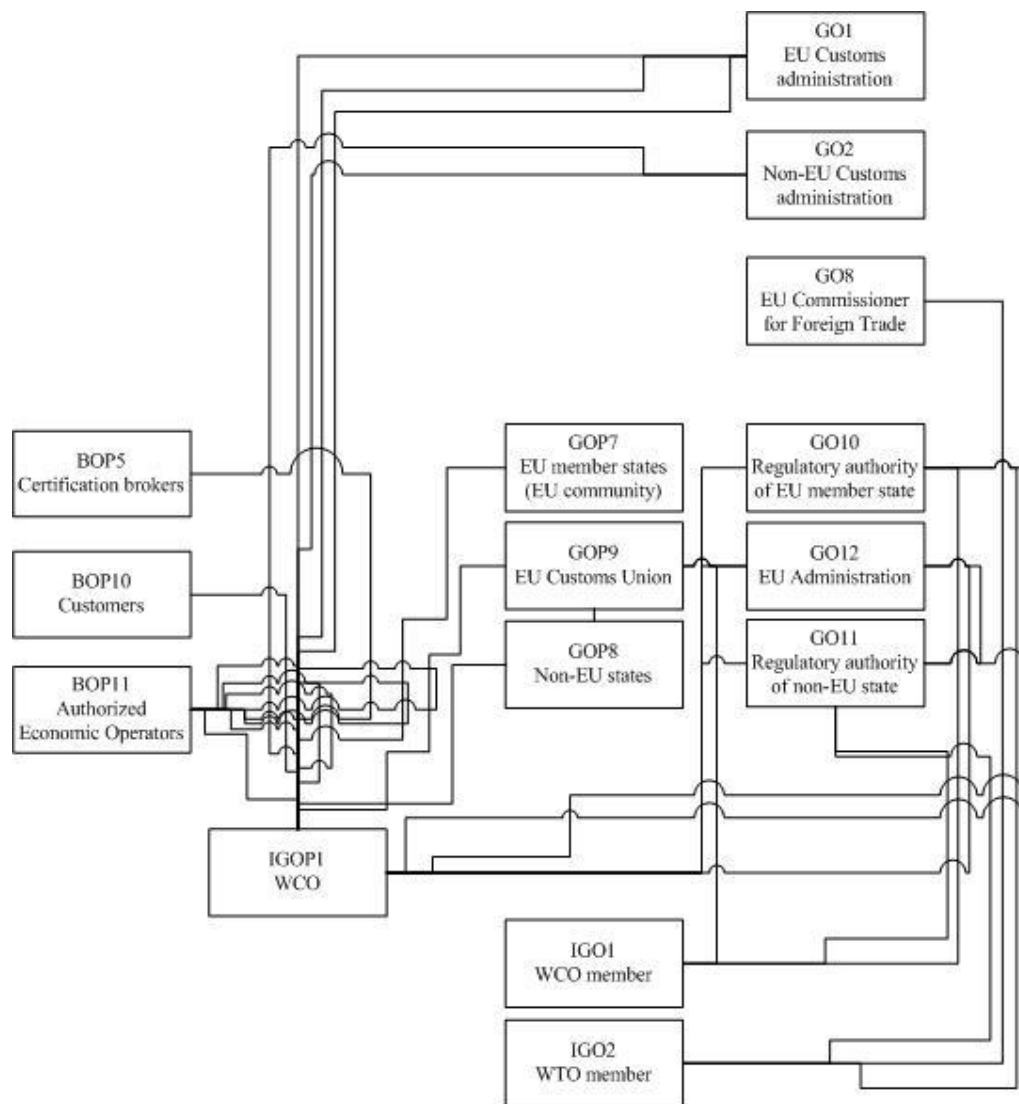 GO1
EU Customs
administration
GO2
Non-EU Customs
administration
GO8
EU Commissioner
for Foreign Trade
BOP5
Certification brokers
GOP7
EU member states
(EU community)
GO10
Regulatory authority
of EU member state
BOP10
Customers
GOP9
EU Customs Union
GO12
EU Administration
BOP11
Authorized
Economic Operators
GOP8
Non-EU states
GO11
Regulatory authority
of non-EU state
IGOP1
WCO
IGO1
WCO member
IGO2
WTO member